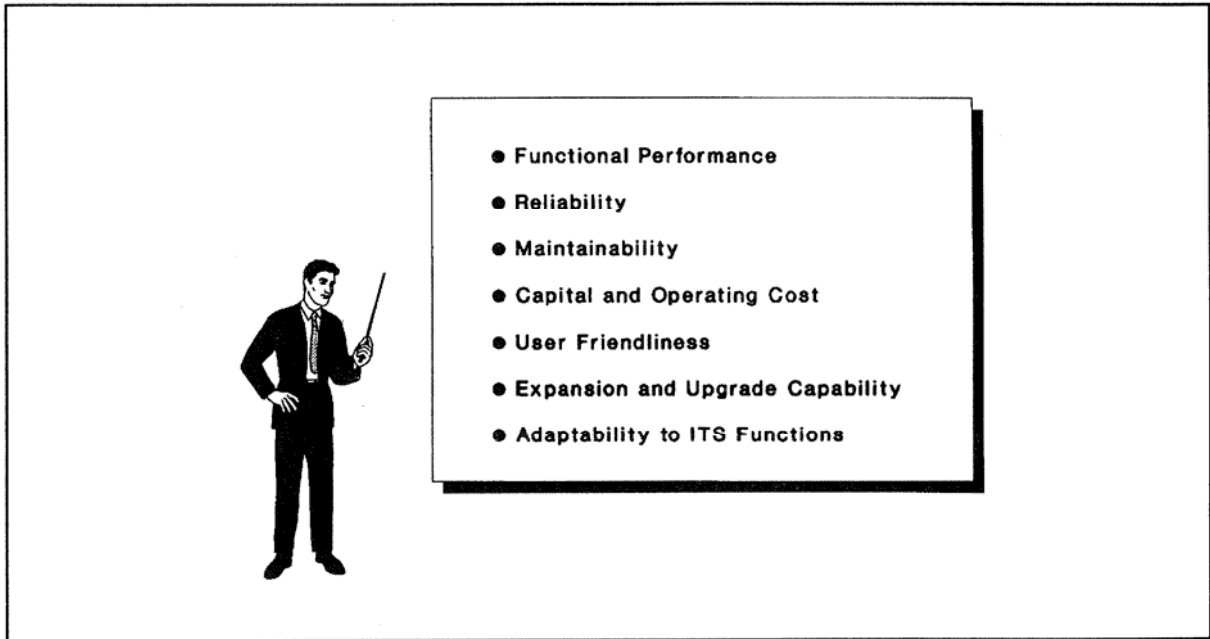 ● Functional Performance
● Reliability
● Maintainability
● Capital and Operating Cost
● User Friendliness
● Expansion and Upgrade Capability
● Adaptability to ITS Functions